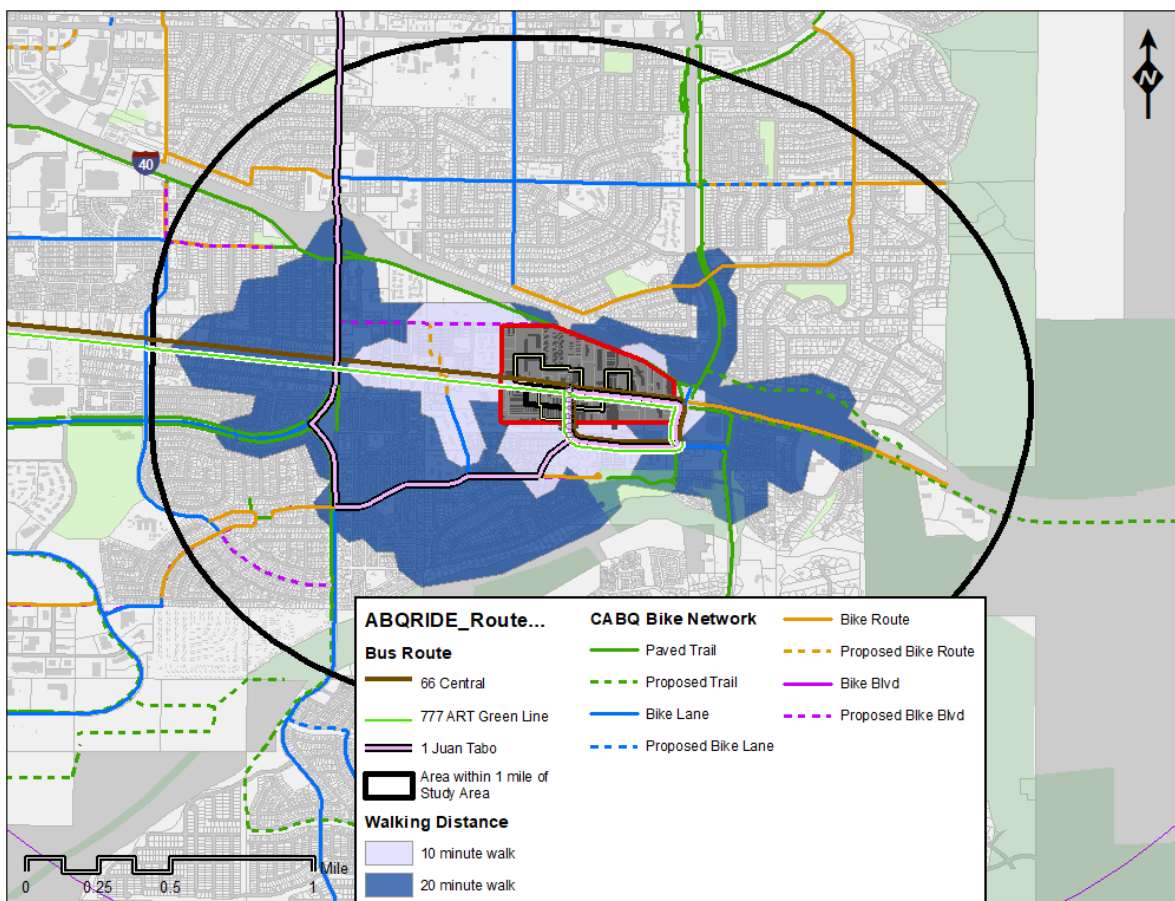 N
40
ABQRIDE_Route...
Bus Route
66 Central
777 ART Green Line
1 Juan Tabo
Area within 1 mile of
Study Area
Walking Distance
10 minute walk
20 minute walk
CABQ Bike Network
Paved Trail
Proposed Trail
Bike Lane
Proposed Bike Lane
Bike Route
Proposed Bike Route
Bike Blvd
Proposed BIke Blvd
Mile
0 0.25 0.5 1